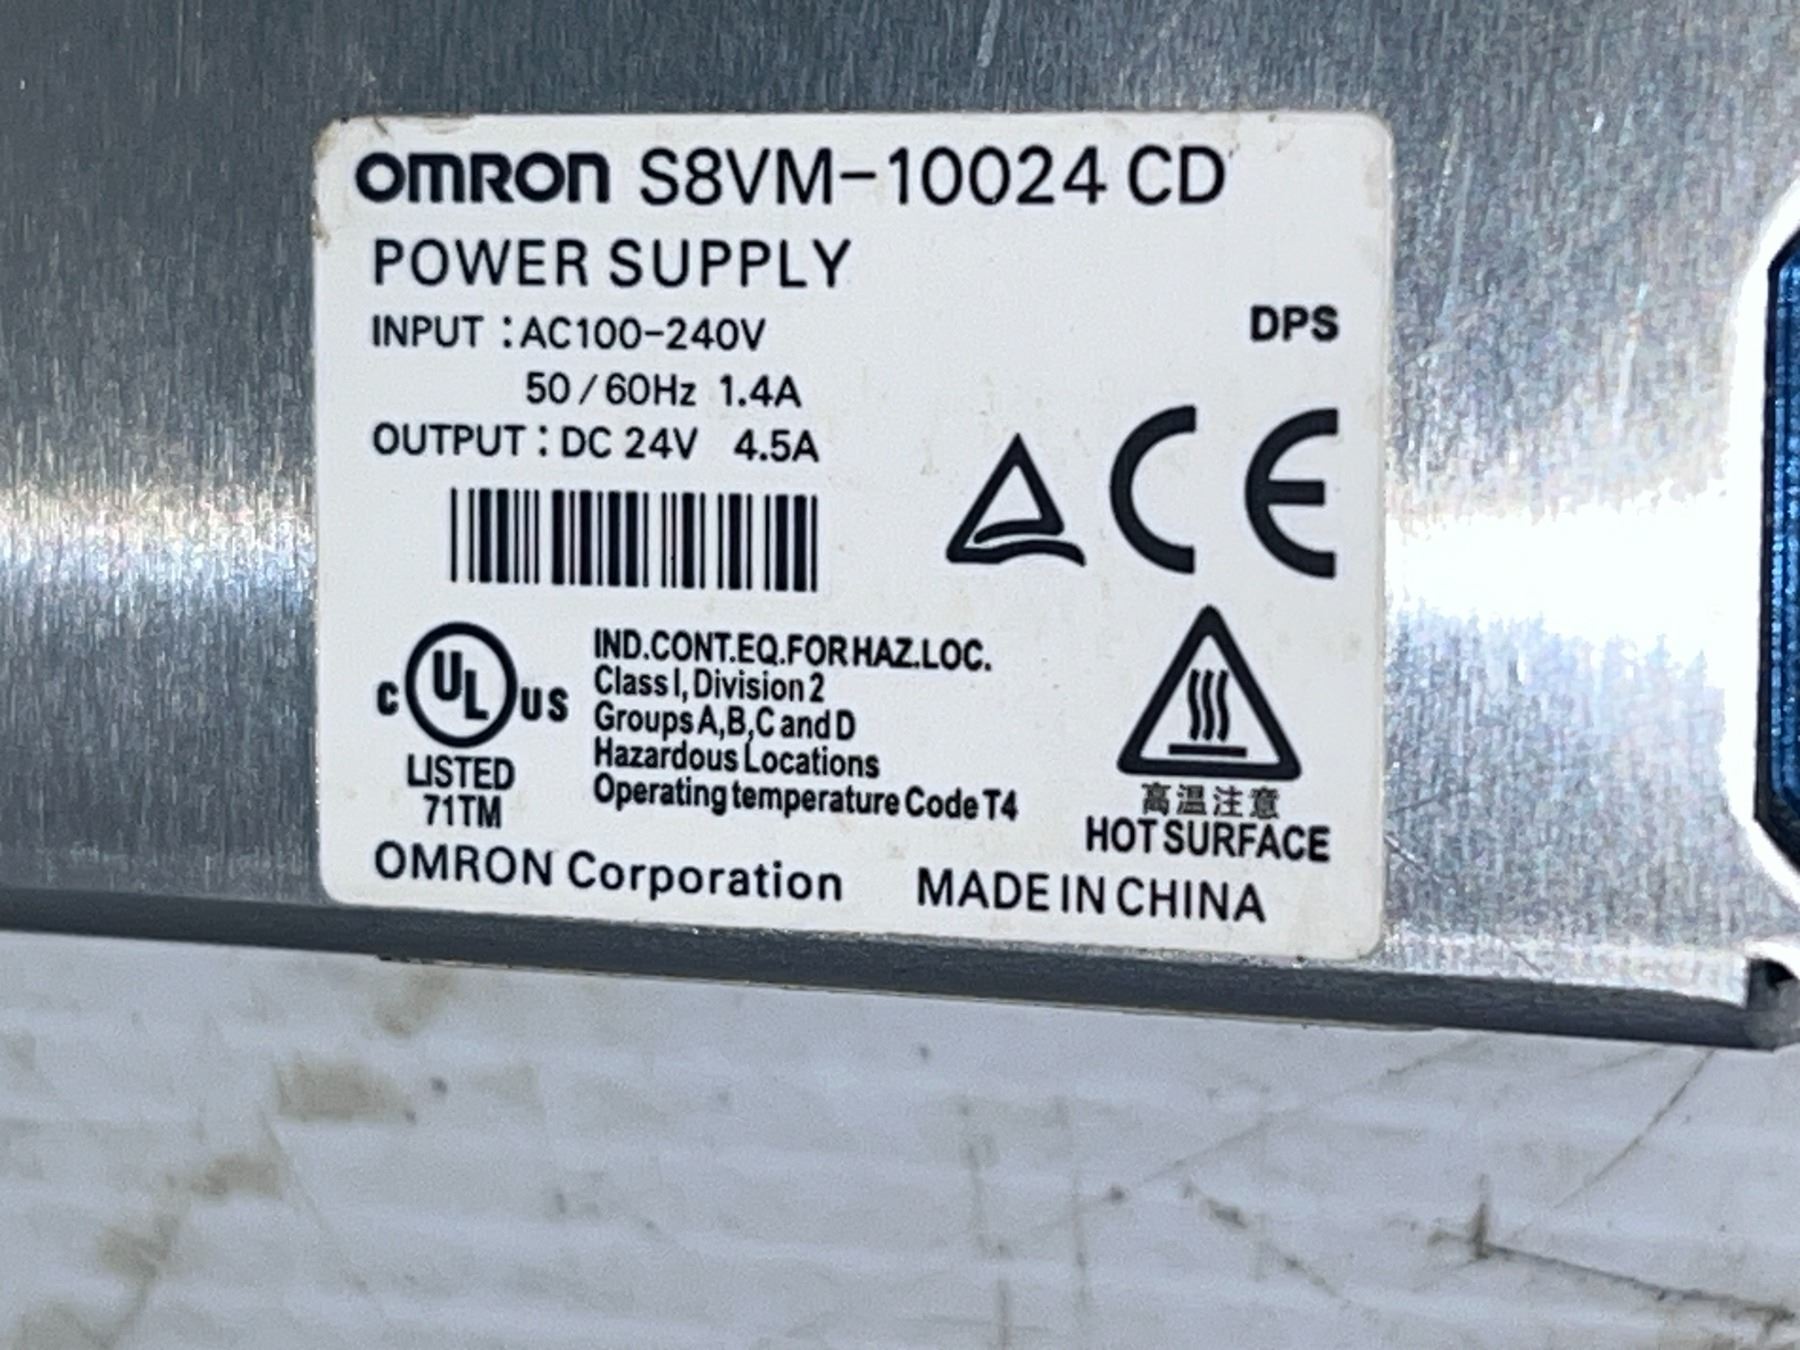 OMRON S8VM-10024 CD
POWER SUPPLY
INPUT : AC100-240V
50/60Hz 1.4A
DPS
OUTPUT : DC 24V 4.5A
CE
C UL US
LISTED
71TM
IND.CONT.EQ.FOR HAZ.LOC.
Class I, Division 2
Groups A,B,C and D
Hazardous Locations
Operating temperature Code T4
高温注意
HOT SURFACE
OMRON Corporation MADE IN CHINA